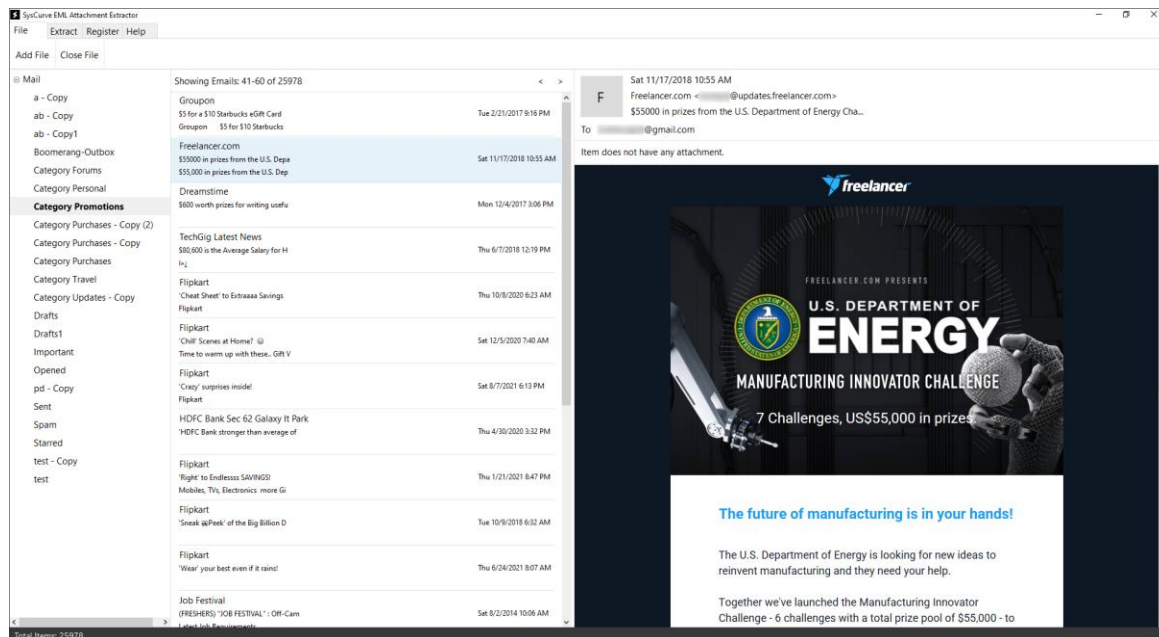 SysCurve EML Attachment Extractor
File Extract Register Help
Add File Close File
Mail
a - Copy
ab - Copy
ab - Copy1
Boomerang-Outbox
Category Forums
Category Personal
Category Promotions
Category Purchases - Copy (2)
Category Purchases - Copy
Category Purchases
Category Travel
Category Updates - Copy
Drafts
Drafts1
Important
Opened
pd - Copy
Sent
Spam
Starred
test - Copy
test
Total Items: 25978
Showing Emails: 41-60 of 25978 < >
Groupon
$5 for a $10 Starbucks eGift Card Tue 2/21/2017 9:16 PM
Groupon $5 for $10 Starbucks
Freelancer.com
$55000 in prizes from the U.S. Depa Sat 11/17/2018 10:55 AM
$55,000 in prizes from the U.S. Dep
Dreamstime
$600 worth prizes for writing usefu Mon 12/4/2017 3:06 PM
TechGig Latest News
$80,600 is the Average Salary for H Thu 6/7/2018 12:19 PM
Flipkart
'Cheat Sheet' to Extraaaa Savings Thu 10/8/2020 6:23 AM
Flipkart
Flipkart
'Chill' Scenes at Home? Sat 12/5/2020 7:40 AM
Time to warm up with these.. Gift V
Flipkart
'Crazy' surprises inside! Sat 8/7/2021 6:13 PM
Flipkart
HDFC Bank Sec 62 Galaxy It Park
'HDFC Bank stronger than average of Thu 4/30/2020 3:32 PM
Flipkart
'Right' to Endlessss SAVINGS! Thu 1/21/2021 8:47 PM
Mobiles, TVs, Electronics more Gi
Flipkart
'Sneak Peek' of the Big Billion D Tue 10/9/2018 6:32 AM
Flipkart
'Wear' your best even if it rains! Thu 6/24/2021 8:07 AM
Job Festival
(FRESHERS) "JOB FESTIVAL" : Off-Cam Sat 8/2/2014 10:06 AM
Latest Job Requirements
F
Sat 11/17/2018 10:55 AM
Freelancer.com < @updates.freelancer.com>
$55000 in prizes from the U.S. Department of Energy Cha...
To @gmail.com
Item does not have any attachment.
freelancer
FREELANCER.COM PRESENTS
U.S. DEPARTMENT OF
ENERGY
MANUFACTURING INNOVATOR CHALLENGE
7 Challenges, US$55,000 in prizes.
The future of manufacturing is in your hands!
The U.S. Department of Energy is looking for new ideas to
reinvent manufacturing and they need your help.
Together we've launched the Manufacturing Innovator
Challenge - 6 challenges with a total prize pool of $55,000 - to